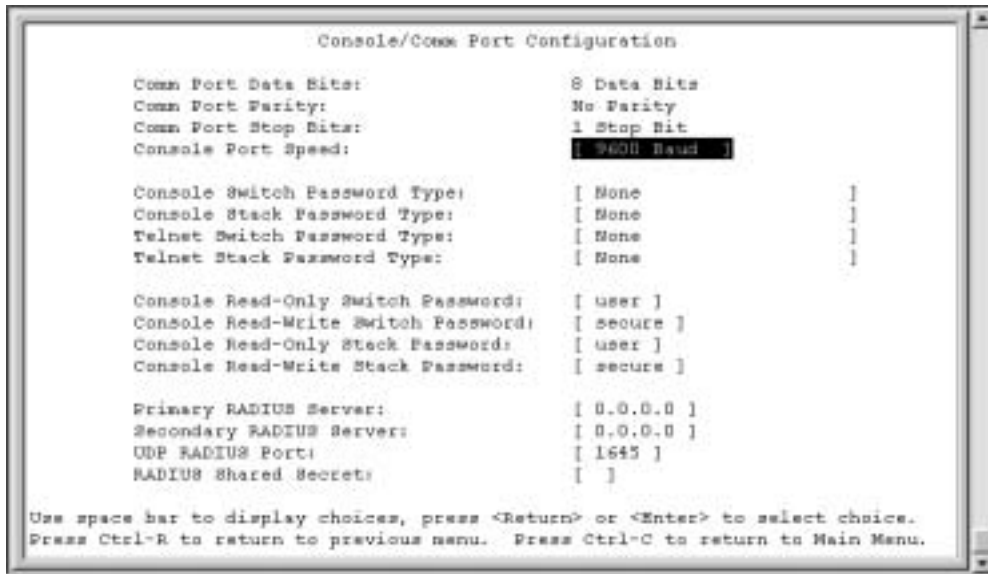 Console/Comm Port Configuration
Comm Port Data Bits: 8 Data Bits
Comm Port Parity: No Parity
Comm Port Stop Bits: 1 Stop Bit
Console Port Speed: [ 9600 Baud ]
Console Switch Password Type: [ None ]
Console Stack Password Type: [ None ]
Telnet Switch Password Type: [ None ]
Telnet Stack Password Type: [ None ]
Console Read-Only Switch Password: [ user ]
Console Read-Write Switch Password: [ secure ]
Console Read-Only Stack Password: [ user ]
Console Read-Write Stack Password: [ secure ]
Primary RADIUS Server: [ 0.0.0.0 ]
Secondary RADIUS Server: [ 0.0.0.0 ]
UDP RADIUS Port: [ 1645 ]
RADIUS Shared Secret: [ ]
Use space bar to display choices, press <Return> or <Enter> to select choice.
Press Ctrl-R to return to previous menu. Press Ctrl-C to return to Main Menu.